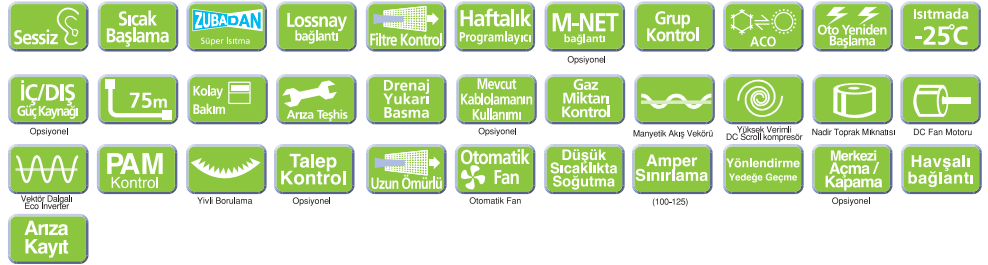 Sessiz
Sıcak
Başlama
ZUBADAN
Süper Isıtma
Lossnay
bağlantı
Filtre Kontrol
Haftalık
Programlayıcı
M-NET
bağlantı
Opsiyonel
Grup
Kontrol
ACO
Oto Yeniden
Başlama
Isıtmada
-25°C
İÇ/DIŞ
Güç Kaynağı
Opsiyonel
75m
Kolay
Bakım
Arıza Teşhis
Drenaj
Yukarı
Basma
Mevcut
Kablolamanın
Kullanımı
Opsiyonel
Gaz
Miktarı
Kontrol
Manyetik Akış Vekörü
Yüksek Verimli
DC Scroll kompresör
Nadir Toprak Mıknatısı
DC Fan Motoru
Vektör Dalgalı
Eco Inverter
PAM
Kontrol
Yivli Borulama
Talep
Kontrol
Opsiyonel
Uzun Ömürlü
Otomatik
Fan
Otomatik Fan
Düşük
Sıcaklıkta
Soğutma
Amper
Sınırlama
(100-125)
Yönlendirme
Yedeğe Geçme
Merkezi
Açma /
Kapama
Opsiyonel
Havşalı
bağlantı
Arıza
Kayıt